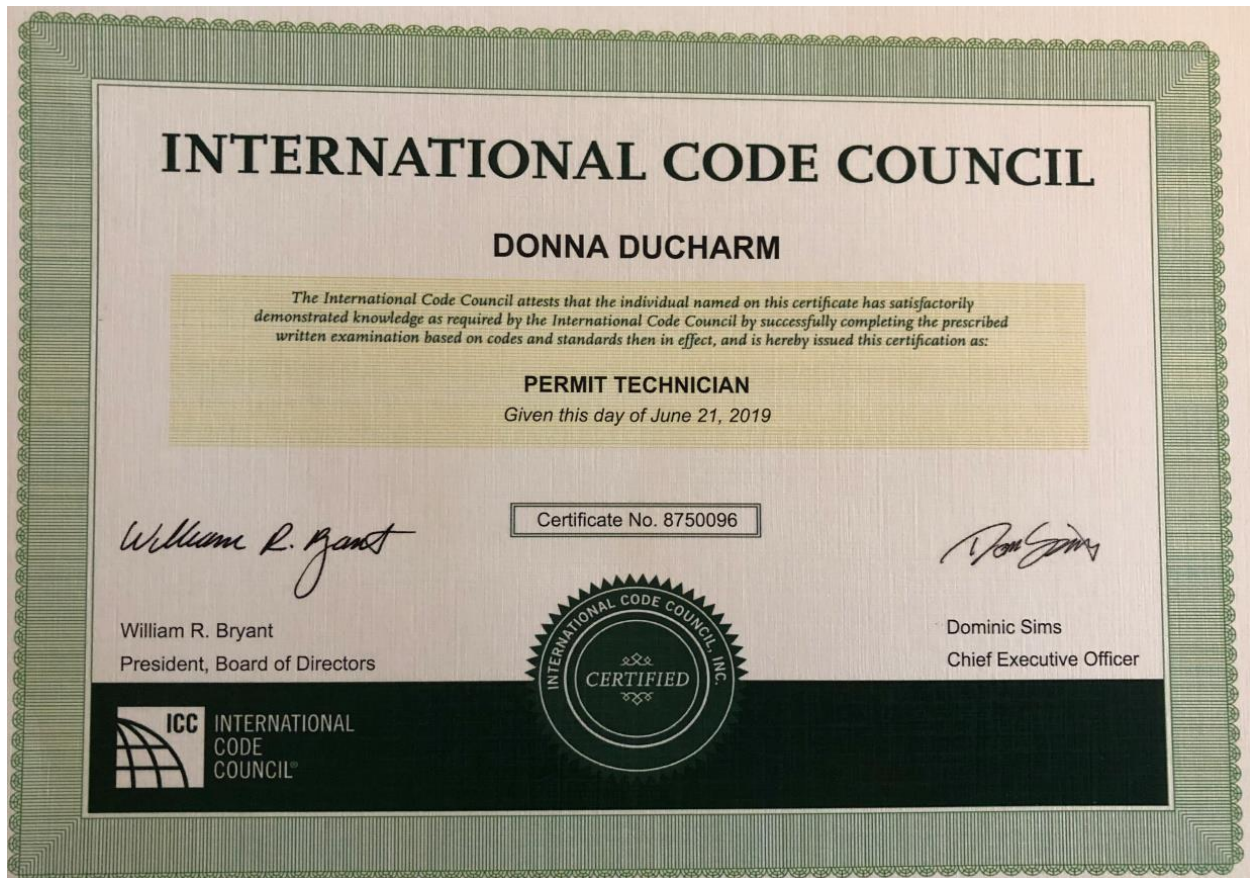 INTERNATIONAL CODE COUNCIL
DONNA DUCHARM
The International Code Council attests that the individual named on this certificate has satisfactorily
demonstrated knowledge as required by the International Code Council by successfully completing the prescribed
written examination based on codes and standards then in effect, and is hereby issued this certification as:
PERMIT TECHNICIAN
Given this day of June 21, 2019
Certificate No. 8750096
William R. Bryant
President, Board of Directors
Dominic Sims
Chief Executive Officer
INTERNATIONAL CODE COUNCIL, INC.
CERTIFIED
ICC
INTERNATIONAL
CODE
COUNCIL®